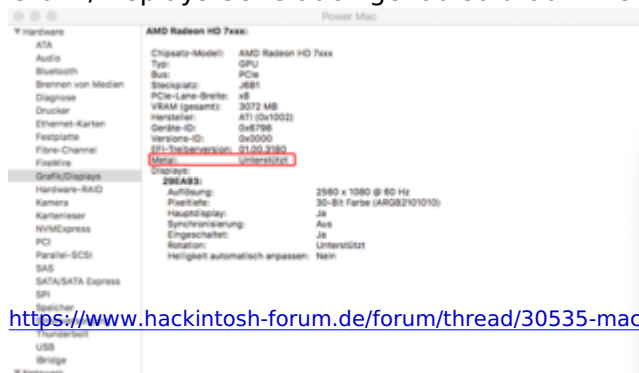 Power Mac
Hardware
ATA
Audio
Bluetooth
Brennen von Medien
Diagnose
Drucker
Ethernet-Karten
Festplatte
Fibre-Channel
FireWire
Grafik/Displays
Hardware-RAID
Kamera
Kartenleser
NVMExpress
PCI
Parallel-SCSI
SAS
SATA/SATA Express
SPI
Speicher
Thunderbolt
USB
iBridge
Netzwerk
AMD Radeon HD 7xxx:
Chipsatz-Modell: AMD Radeon HD 7xxx
Typ: GPU
Bus: PCIe
Steckplatz: J6B1
PCIe-Lane-Breite: x8
VRAM (gesamt): 3072 MB
Hersteller: ATI (0x1002)
Geräte-ID: 0x6798
Versions-ID: 0x0000
EFI-Treiberversion: 01.00.3180
Metal: Unterstützt
Displays:
29EA93:
Auflösung: 2560 x 1080 @ 60 Hz
Pixeltiefe: 30-Bit Farbe (ARGB2101010)
Hauptdisplay: Ja
Synchronisierung: Aus
Eingeschaltet: Ja
Rotation: Unterstützt
Helligkeit automatisch anpassen: Nein
https://www.hackintosh-forum.de/forum/thread/30535-mac